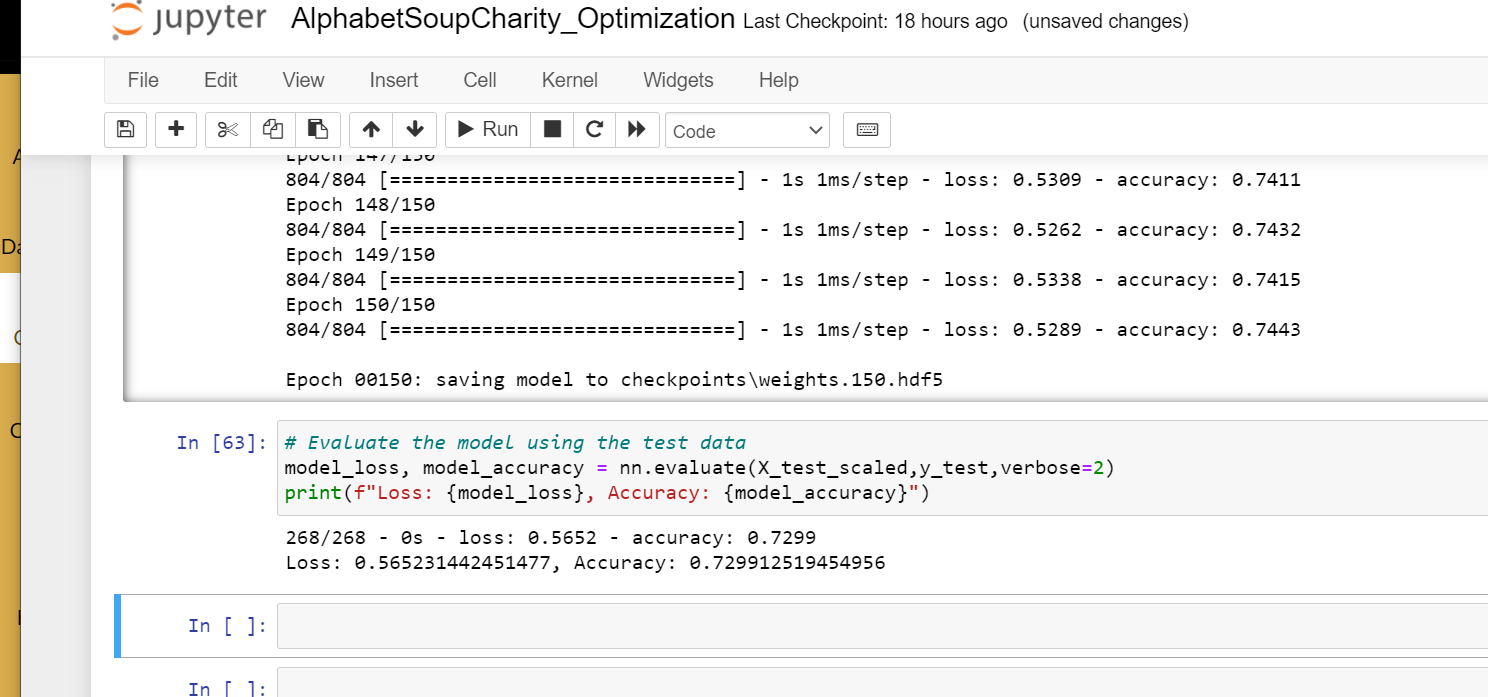 jupyter AlphabetSoupCharity_Optimization Last Checkpoint: 18 hours ago (unsaved changes)
File Edit View Insert Cell Kernel Widgets Help
Run Code
Epoch 147/150
804/804 [==============================] - 1s 1ms/step - loss: 0.5309 - accuracy: 0.7411
Epoch 148/150
804/804 [==============================] - 1s 1ms/step - loss: 0.5262 - accuracy: 0.7432
Epoch 149/150
804/804 [==============================] - 1s 1ms/step - loss: 0.5338 - accuracy: 0.7415
Epoch 150/150
804/804 [==============================] - 1s 1ms/step - loss: 0.5289 - accuracy: 0.7443
Epoch 00150: saving model to checkpoints\weights.150.hdf5
In [63]: # Evaluate the model using the test data
model_loss, model_accuracy = nn.evaluate(X_test_scaled,y_test,verbose=2)
print(f"Loss: {model_loss}, Accuracy: {model_accuracy}")
268/268 - 0s - loss: 0.5652 - accuracy: 0.7299
Loss: 0.565231442451477, Accuracy: 0.729912519454956
In [ ]:
In [ ]: